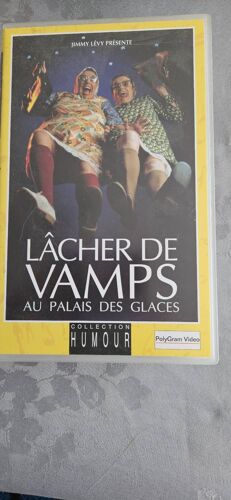 JIMMY LÉVY PRÉSENTE
LÂCHER DE
VAMPS
AU PALAIS DES GLACES
COLLECTION
HUMOUR
PolyGram Video